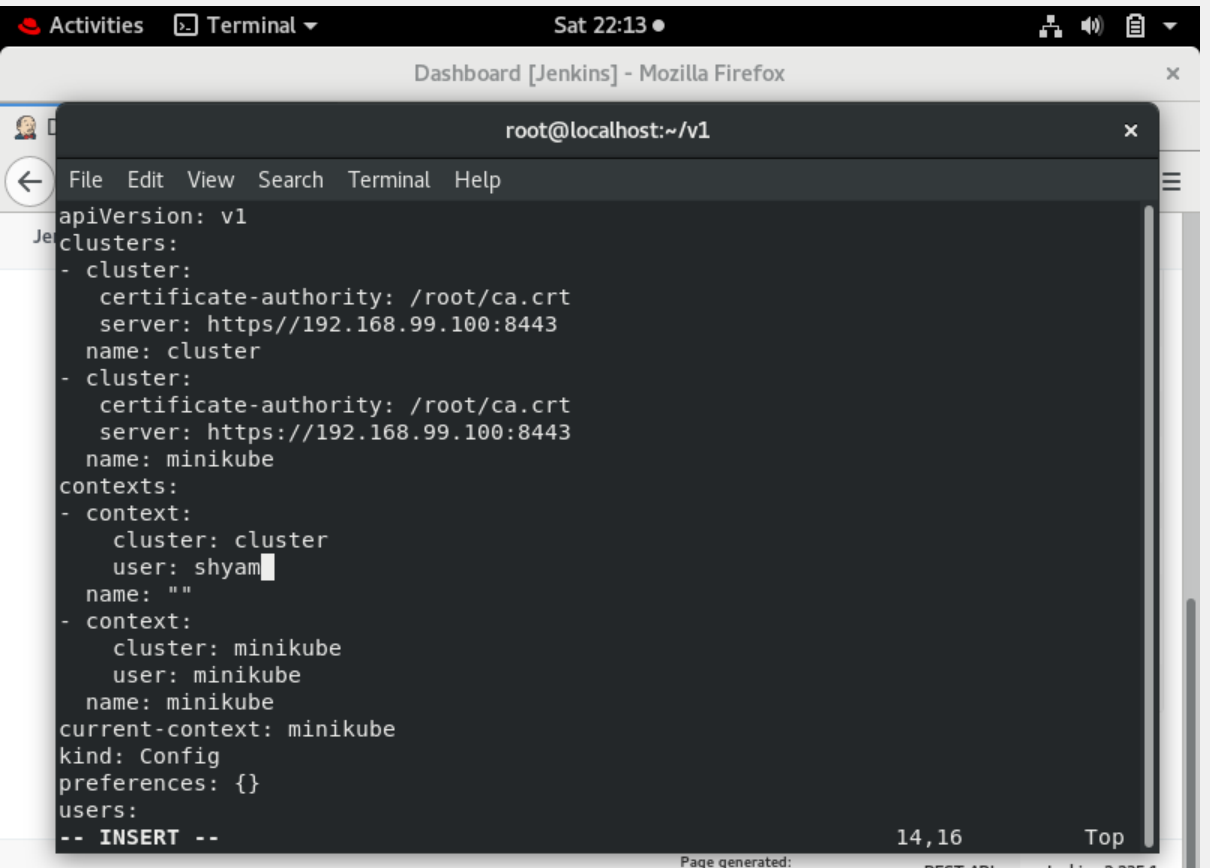 Activities Terminal Sat 22:13
Dashboard [Jenkins] - Mozilla Firefox
root@localhost:~/v1
File Edit View Search Terminal Help
apiVersion: v1
clusters:
- cluster:
   certificate-authority: /root/ca.crt
   server: https//192.168.99.100:8443
  name: cluster
- cluster:
   certificate-authority: /root/ca.crt
   server: https://192.168.99.100:8443
  name: minikube
contexts:
- context:
    cluster: cluster
    user: shyam
  name: ""
- context:
    cluster: minikube
    user: minikube
  name: minikube
current-context: minikube
kind: Config
preferences: {}
users:
-- INSERT -- 14,16 Top
Page generated: